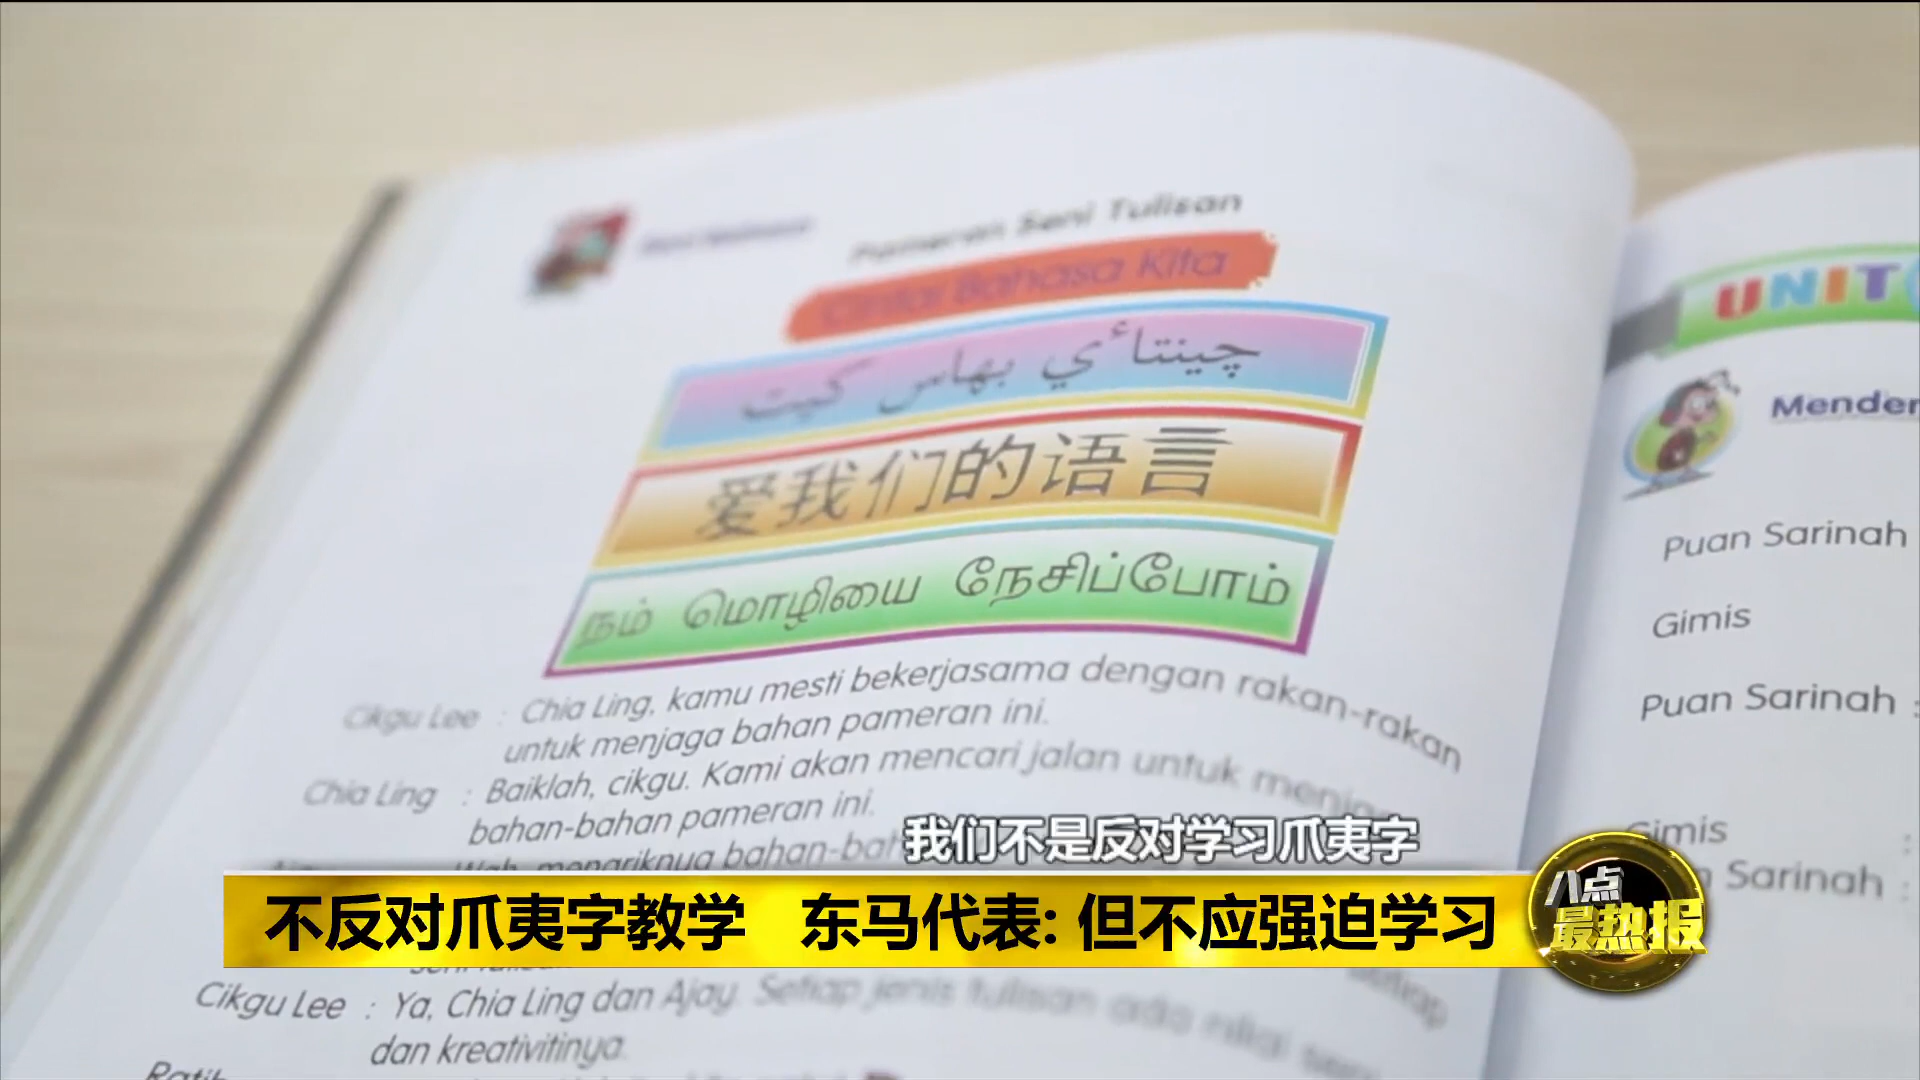 Pameran Seni Tulisan
Cintai Bahasa Kita
چينتاءي بهاس كيت
爱我们的语言
நம் மொழியை நேசிப்போம்
Cikgu Lee : Chia Ling, kamu mesti bekerjasama dengan rakan-rakan
untuk menjaga bahan pameran ini.
Chia Ling : Baiklah, cikgu. Kami akan mencari jalan untuk
bahan-bahan pameran ini.
Wah, menariknya
Cikgu Lee : Ya, Chia Ling dan Ajay. Setiap jenis tulisan ada nilai seni
dan kreativitinya.
Ratih
UNIT
Puan Sarinah
Gimis
Puan Sarinah :
Gimis :
Sarinah :
我们不是反对学习爪夷字
不反对爪夷字教学 东马代表: 但不应强迫学习
八点
最热报